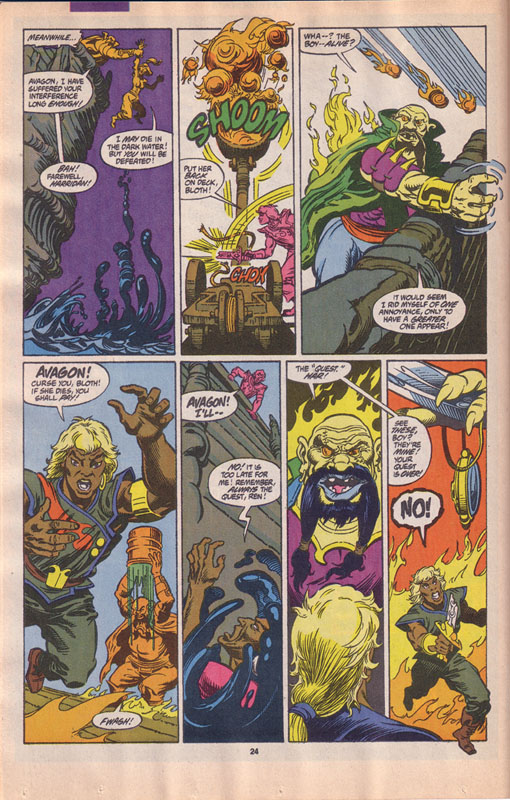 MEANWHILE...
AVAGON, I HAVE
SUFFERED YOUR
INTERFERENCE
LONG ENOUGH!
BAH!
FAREWELL,
HARRIDAN!
I MAY DIE IN
THE DARK WATER!
BUT YOU WILL BE
DEFEATED!
SHOOM
PUT HER
BACK
ON DECK,
BLOTH!
CHOK
WHA--? THE
BOY--ALIVE?
IT WOULD SEEM
I RID MYSELF OF ONE
ANNOYANCE, ONLY TO
HAVE A GREATER
ONE APPEAR!
AVAGON!
CURSE YOU, BLOTH!
IF SHE DIES, YOU
SHALL PAY!
FWASH!
AVAGON!
I'LL--
NO! IT IS
TOO LATE FOR
ME! REMEMBER,
ALWAYS THE
QUEST, REN!
THE "QUEST."
HAR!
SEE
THESE,
BOY?
THEY'RE
MINE!
YOUR
QUEST
IS OVER!
NO!
24